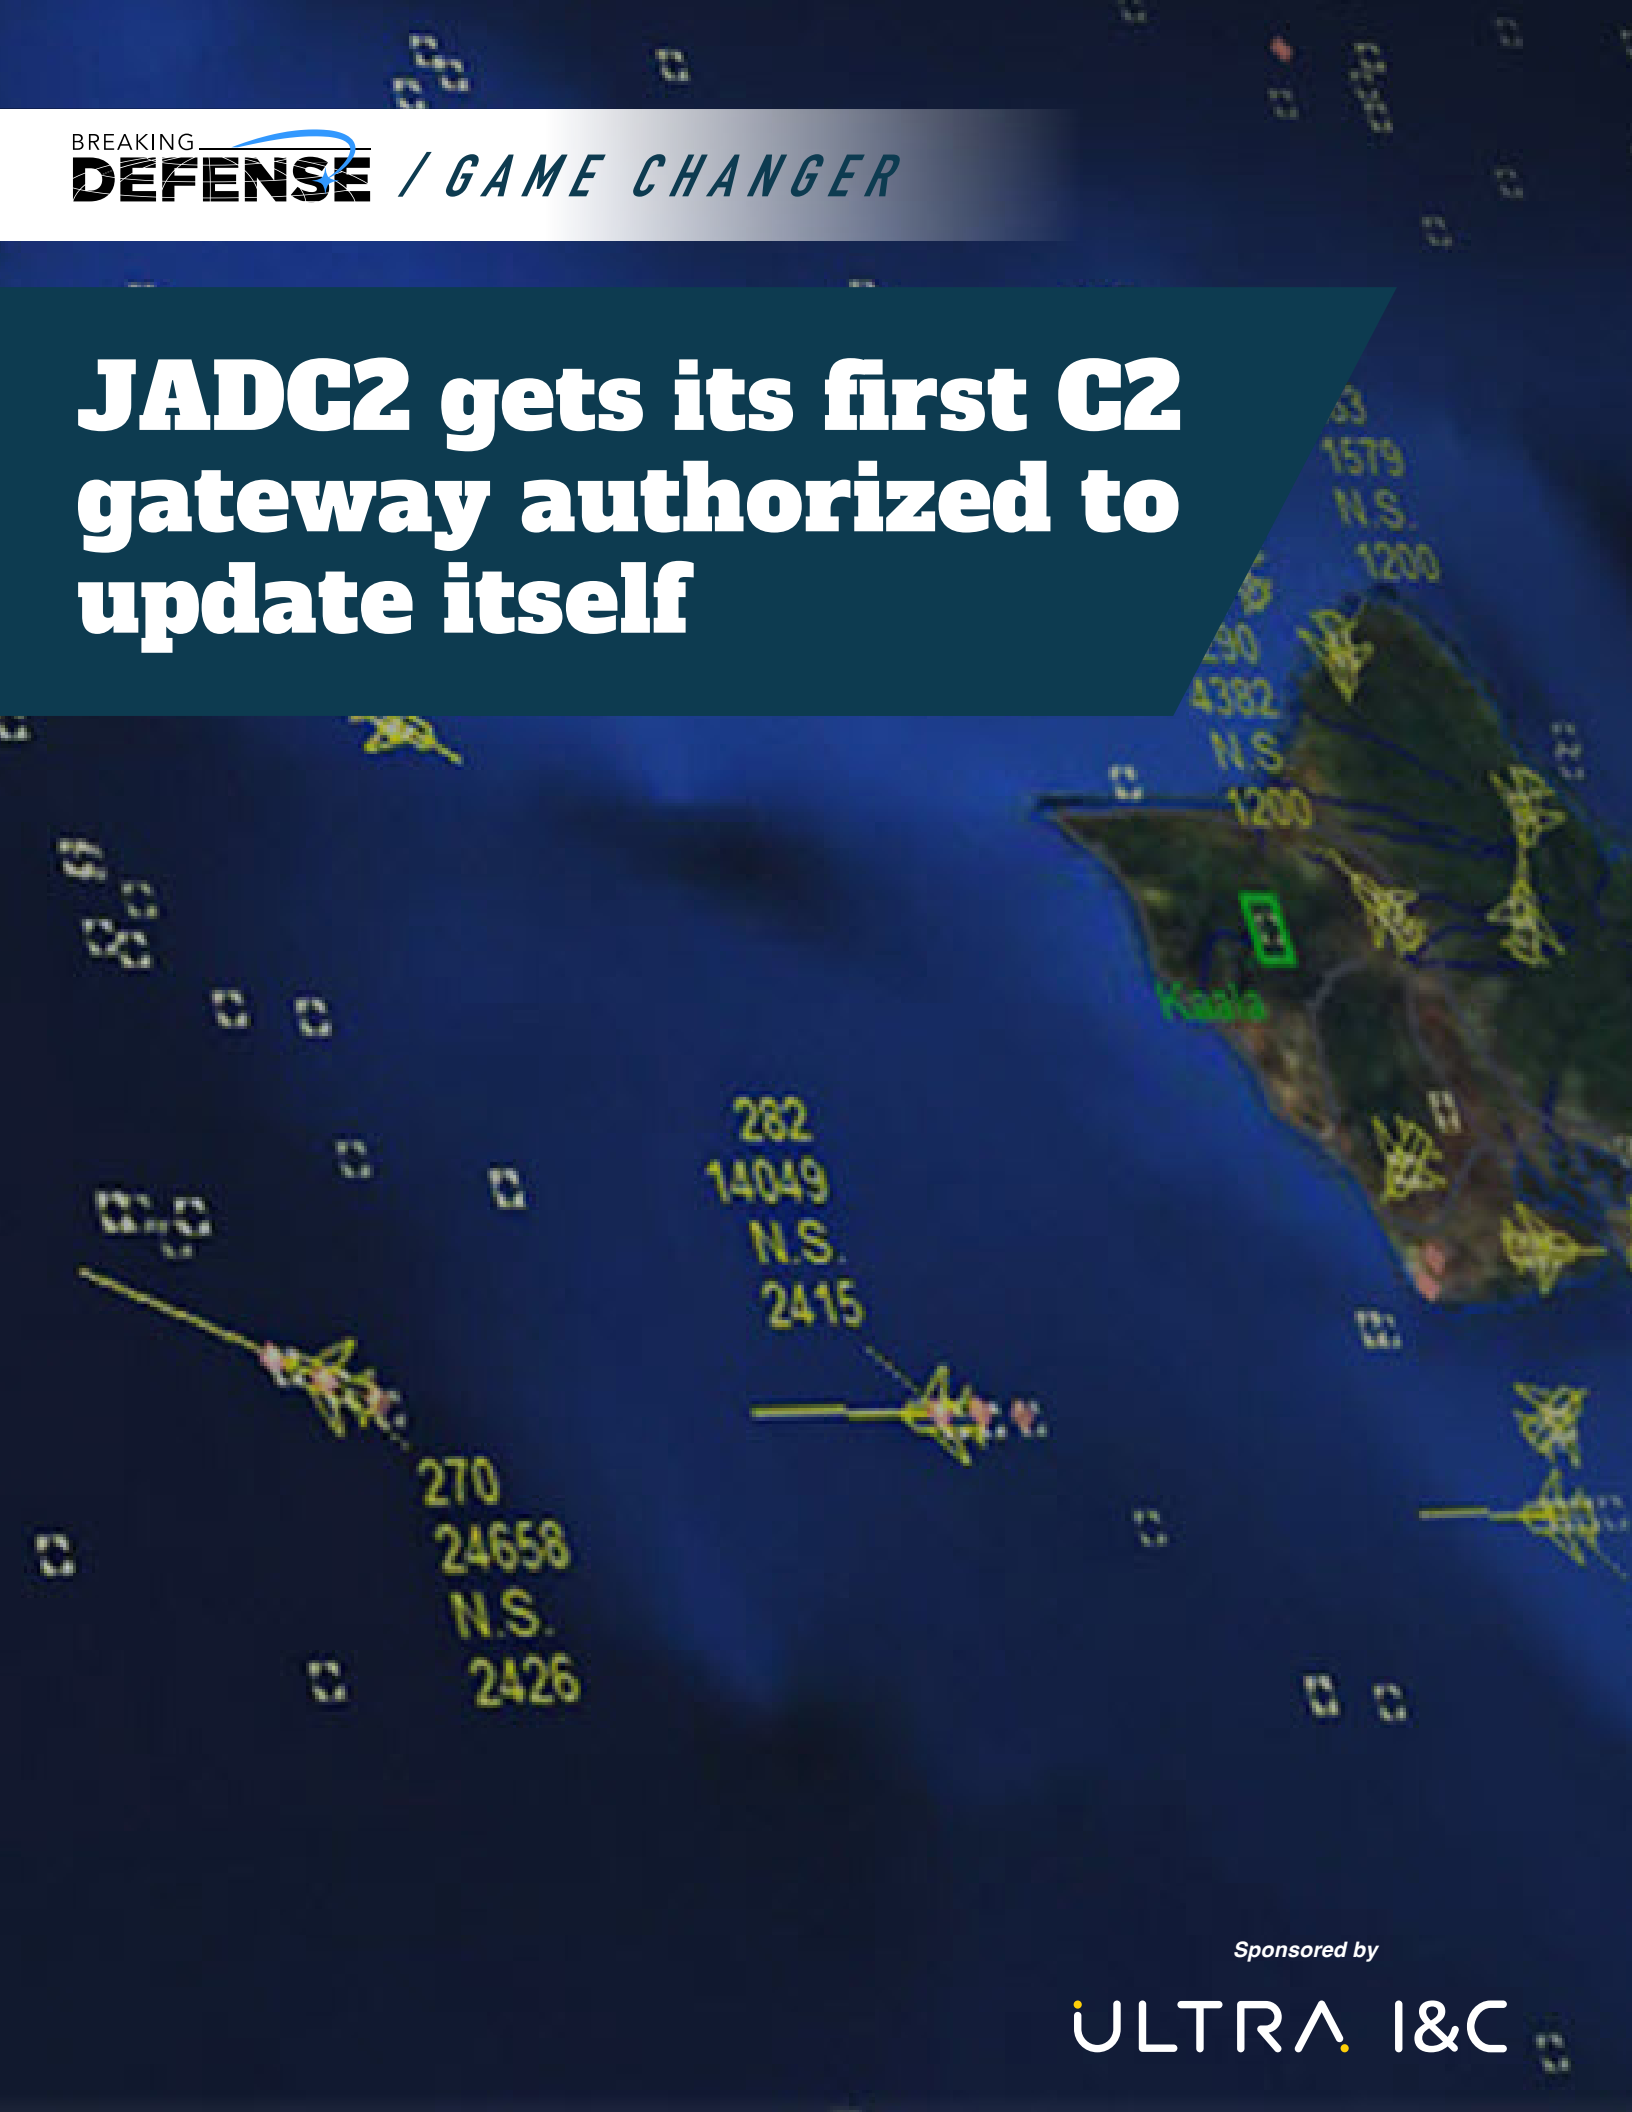 BREAKING
DEFENSE / GAME CHANGER
JADC2 gets its first C2
gateway authorized to
update itself
1579
N.S.
1200
4382
N.S
1200
Kaala
282
14049
N.S.
2415
270
24658
N.S.
2426
Sponsored by
ULTRA I&C